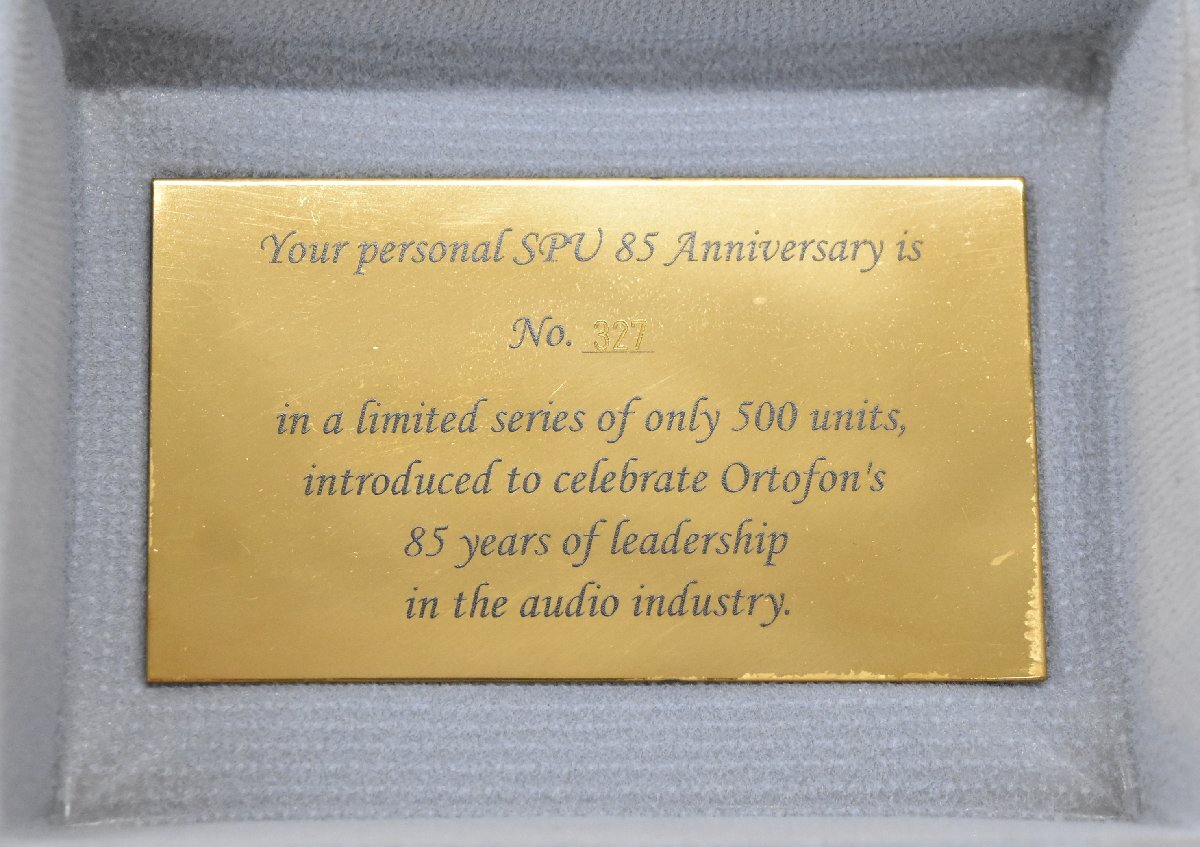 Your personal SPU 85 Anniversary is
No. 327
in a limited series of only 500 units,
introduced to celebrate Ortofon's
85 years of leadership
in the audio industry.